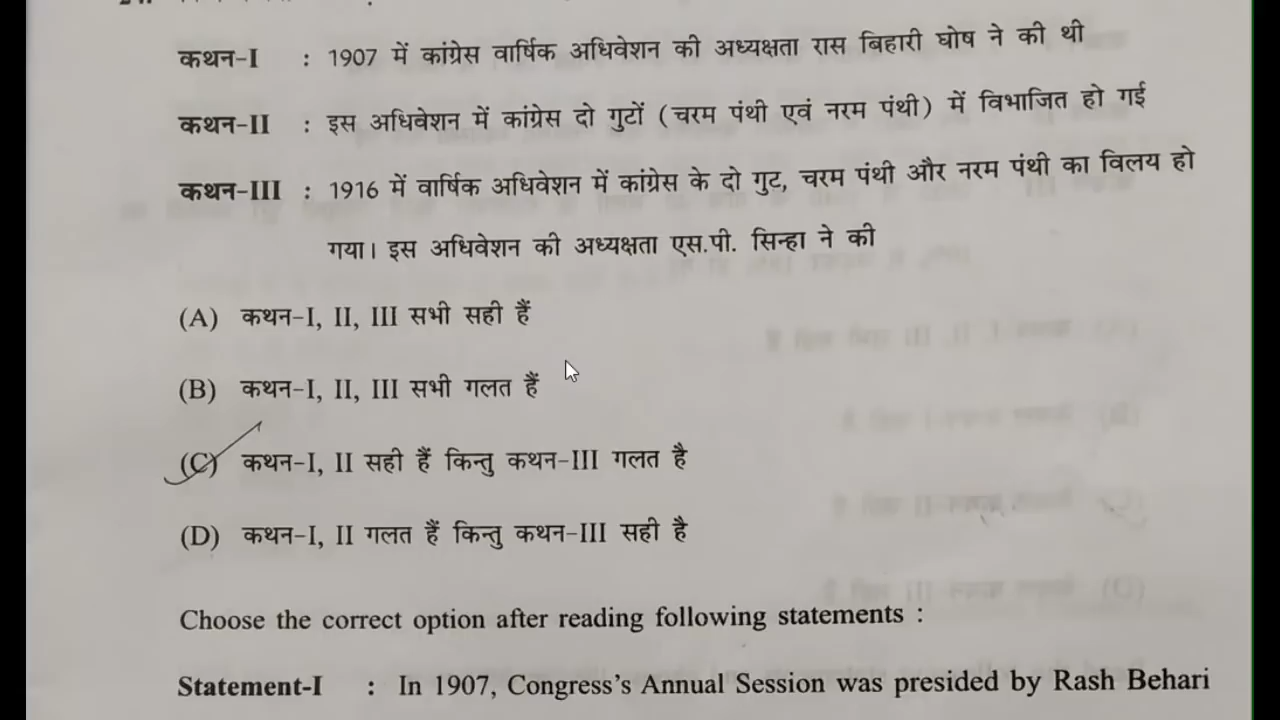 कथन-I : 1907 में कांग्रेस वार्षिक अधिवेशन की अध्यक्षता रास बिहारी घोष ने की थी
कथन-II : इस अधिवेशन में कांग्रेस दो गुटों (चरम पंथी एवं नरम पंथी) में विभाजित हो गई
कथन-III : 1916 में वार्षिक अधिवेशन में कांग्रेस के दो गुट, चरम पंथी और नरम पंथी का विलय हो
गया। इस अधिवेशन की अध्यक्षता एस.पी. सिन्हा ने की
(A) कथन-I, II, III सभी सही हैं
(B) कथन-I, II, III सभी गलत हैं
(C) कथन-I, II सही हैं किन्तु कथन-III गलत है
(D) कथन-I, II गलत हैं किन्तु कथन-III सही है
Choose the correct option after reading following statements :
Statement-I : In 1907, Congress's Annual Session was presided by Rash Behari